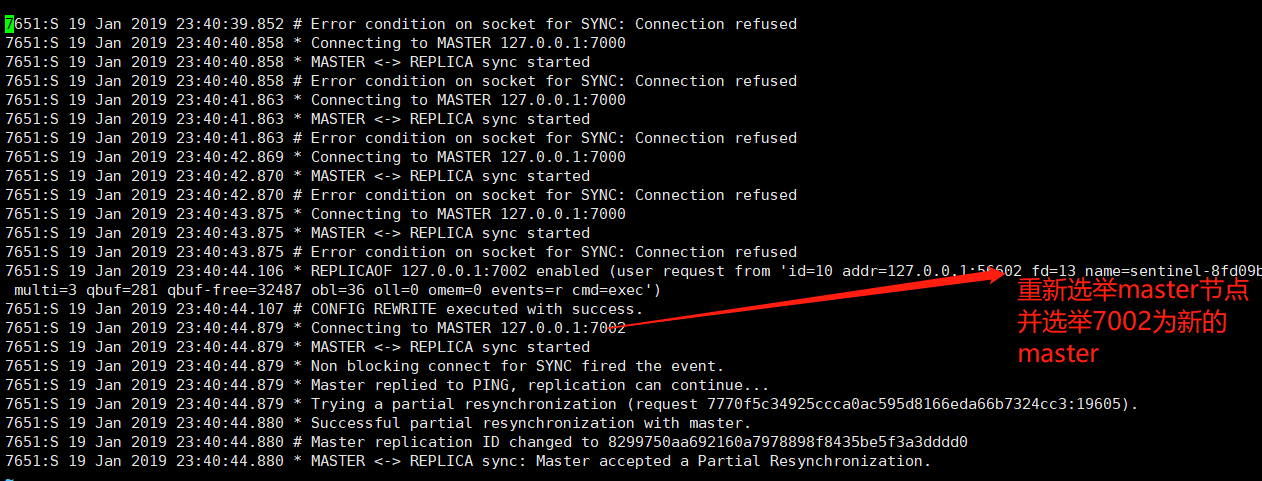 7651:S 19 Jan 2019 23:40:39.852 # Error condition on socket for SYNC: Connection refused
7651:S 19 Jan 2019 23:40:40.858 * Connecting to MASTER 127.0.0.1:7000
7651:S 19 Jan 2019 23:40:40.858 * MASTER <-> REPLICA sync started
7651:S 19 Jan 2019 23:40:40.858 # Error condition on socket for SYNC: Connection refused
7651:S 19 Jan 2019 23:40:41.863 * Connecting to MASTER 127.0.0.1:7000
7651:S 19 Jan 2019 23:40:41.863 * MASTER <-> REPLICA sync started
7651:S 19 Jan 2019 23:40:41.863 # Error condition on socket for SYNC: Connection refused
7651:S 19 Jan 2019 23:40:42.869 * Connecting to MASTER 127.0.0.1:7000
7651:S 19 Jan 2019 23:40:42.870 * MASTER <-> REPLICA sync started
7651:S 19 Jan 2019 23:40:42.870 # Error condition on socket for SYNC: Connection refused
7651:S 19 Jan 2019 23:40:43.875 * Connecting to MASTER 127.0.0.1:7000
7651:S 19 Jan 2019 23:40:43.875 * MASTER <-> REPLICA sync started
7651:S 19 Jan 2019 23:40:43.875 # Error condition on socket for SYNC: Connection refused
7651:S 19 Jan 2019 23:40:44.106 * REPLICAOF 127.0.0.1:7002 enabled (user request from 'id=10 addr=127.0.0.1:56602 fd=13 name=sentinel-8fd09b
multi=3 qbuf=281 qbuf-free=32487 obl=36 oll=0 omem=0 events=r cmd=exec')
7651:S 19 Jan 2019 23:40:44.107 # CONFIG REWRITE executed with success.
7651:S 19 Jan 2019 23:40:44.879 * Connecting to MASTER 127.0.0.1:7002
7651:S 19 Jan 2019 23:40:44.879 * MASTER <-> REPLICA sync started
7651:S 19 Jan 2019 23:40:44.879 * Non blocking connect for SYNC fired the event.
7651:S 19 Jan 2019 23:40:44.879 * Master replied to PING, replication can continue...
7651:S 19 Jan 2019 23:40:44.879 * Trying a partial resynchronization (request 7770f5c34925ccca0ac595d8166eda66b7324cc3:19605).
7651:S 19 Jan 2019 23:40:44.880 * Successful partial resynchronization with master.
7651:S 19 Jan 2019 23:40:44.880 # Master replication ID changed to 8299750aa692160a7978898f8435be5f3a3dddd0
7651:S 19 Jan 2019 23:40:44.880 * MASTER <-> REPLICA sync: Master accepted a Partial Resynchronization.
~
重新选举master节点
并选举7002为新的
master